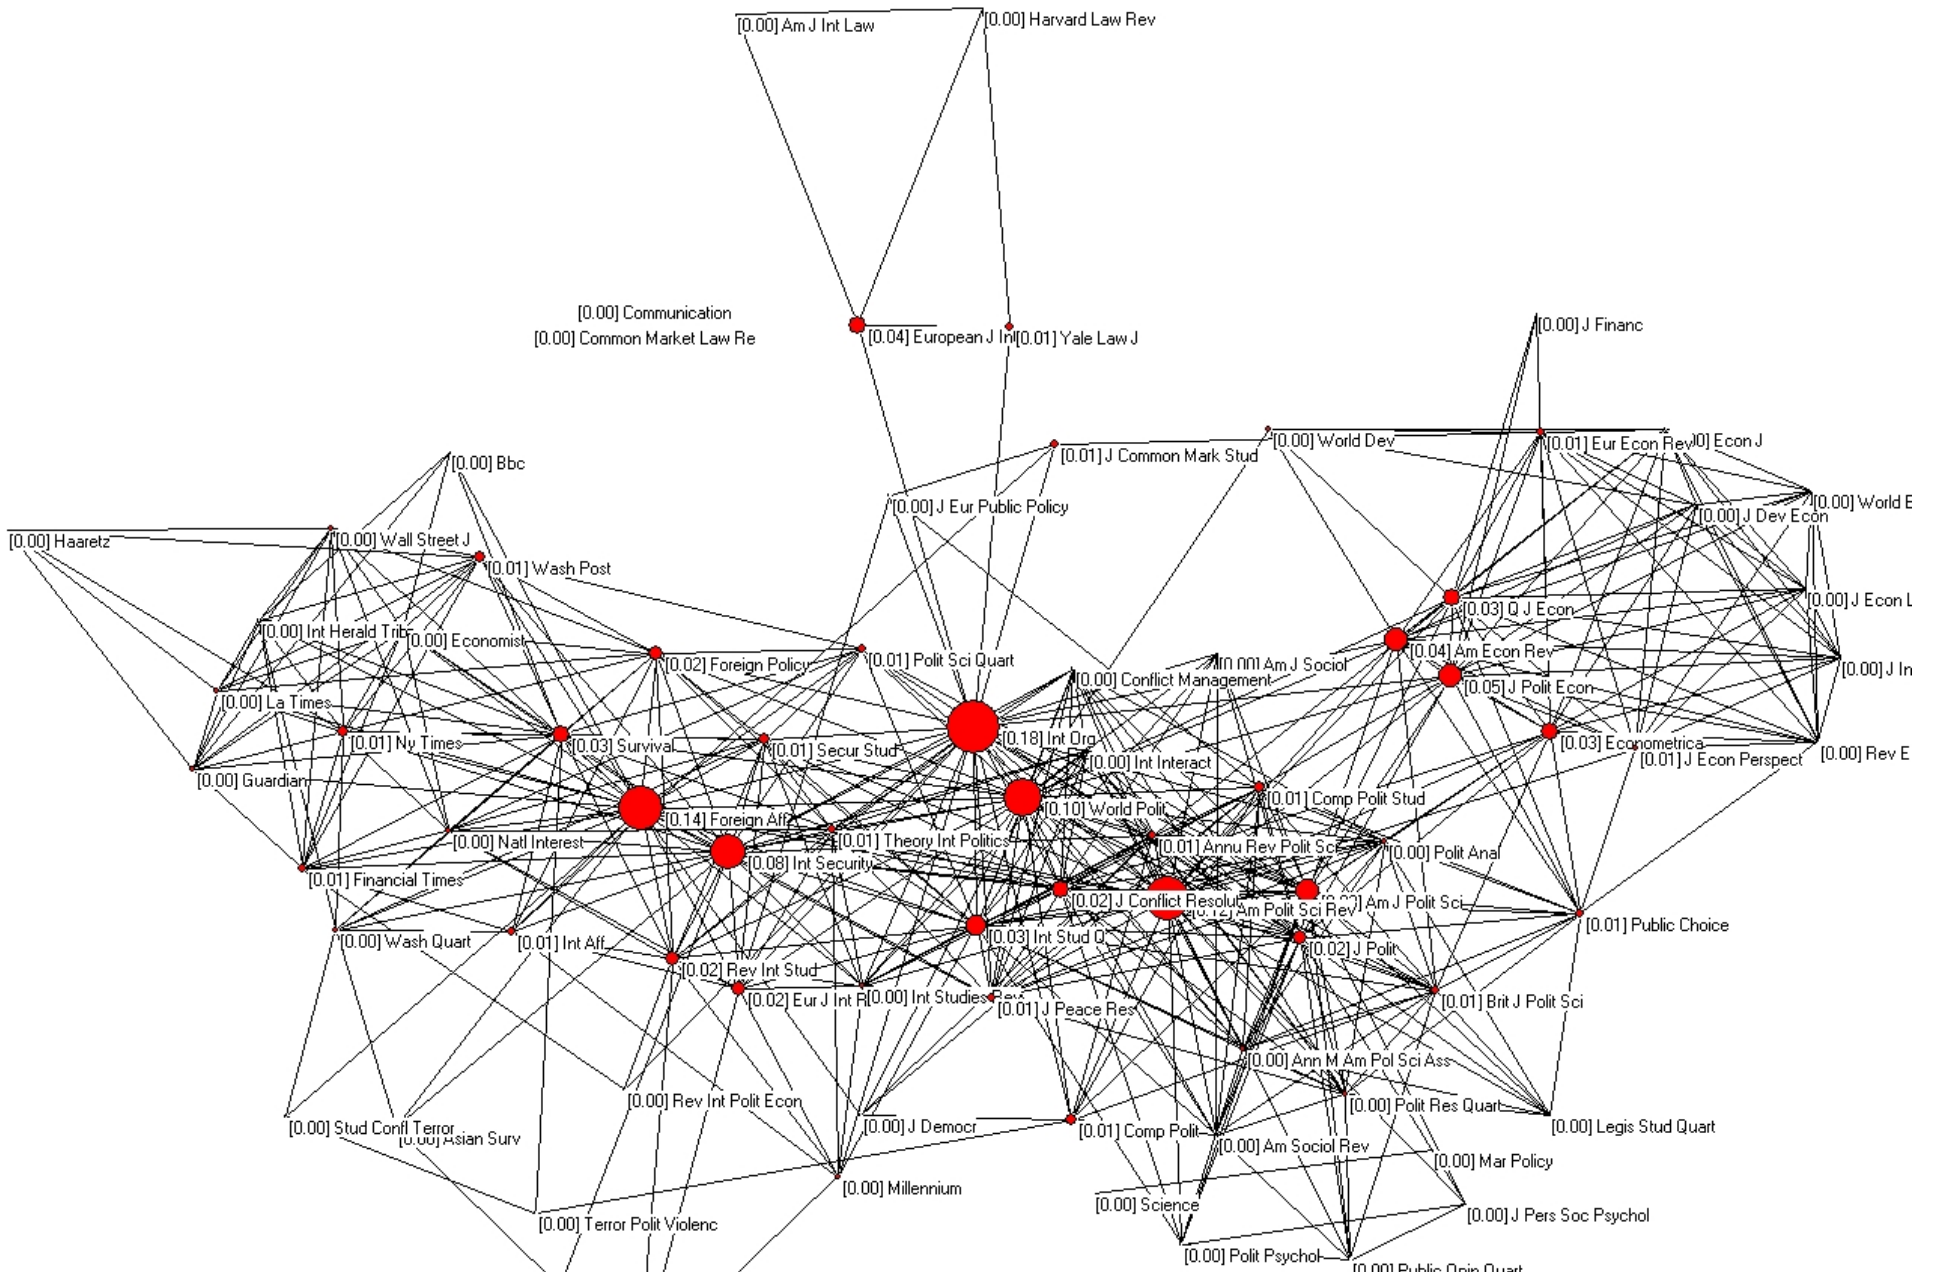 [0.00] Am J Int Law
[0.00] Harvard Law Rev
[0.00] Communication
[0.00] Common Market Law Re
[0.04] European J In
[0.01] Yale Law J
[0.00] J Financ
[0.00] World Dev
[0.01] Eur Econ Rev
0] Econ J
[0.01] J Common Mark Stud
[0.00] Bbc
[0.00] J Eur Public Policy
[0.00] World E
[0.00] J Dev Econ
[0.00] Haaretz
[0.00] Wall Street J
[0.01] Wash Post
[0.00] J Econ L
[0.03] Q J Econ
[0.00] Int Herald Trib
[0.00] Economist
[0.04] Am Econ Rev
[0.02] Foreign Policy
[0.01] Polit Sci Quart
[0.00] Am J Sociol
[0.00] J In
[0.00] Conflict Management
[0.05] J Polit Econ
[0.00] La Times
[0.01] Ny Times
[0.03] Survival
[0.01] Secur Stud
[0.18] Int Org
[0.03] Econometrica
[0.00] Rev E
[0.01] J Econ Perspect
[0.00] Int Interact
[0.00] Guardian
[0.01] Comp Polit Stud
[0.10] World Polit
[0.14] Foreign Aff
[0.00] Natl Interest
[0.01] Theory Int Politics
[0.01] Annu Rev Polit Sc
[0.00] Polit Anal
[0.08] Int Security
[0.01] Financial Times
[0.02] J Conflict Resolut
Am J Polit Sci
[0.12] Am Polit Sci Rev
[0.01] Public Choice
[0.00] Wash Quart
[0.01] Int Aff
[0.03] Int Stud Q
[0.02] J Polit
[0.02] Rev Int Stud
[0.02] Eur J Int R
[0.00] Int Studies Rev
[0.01] J Peace Res
[0.01] Brit J Polit Sci
[0.00] Ann M Am Pol Sci Ass
[0.00] Rev Int Polit Econ
[0.00] Polit Res Quart
[0.00] Stud Confl Terror
[0.00] Asian Surv
[0.00] J Democr
[0.01] Comp Polit
[0.00] Legis Stud Quart
[0.00] Am Sociol Rev
[0.00] Mar Policy
[0.00] Millennium
[0.00] Science
[0.00] J Pers Soc Psychol
[0.00] Terror Polit Violenc
[0.00] Polit Psychol
[0.00] Public Opin Quart